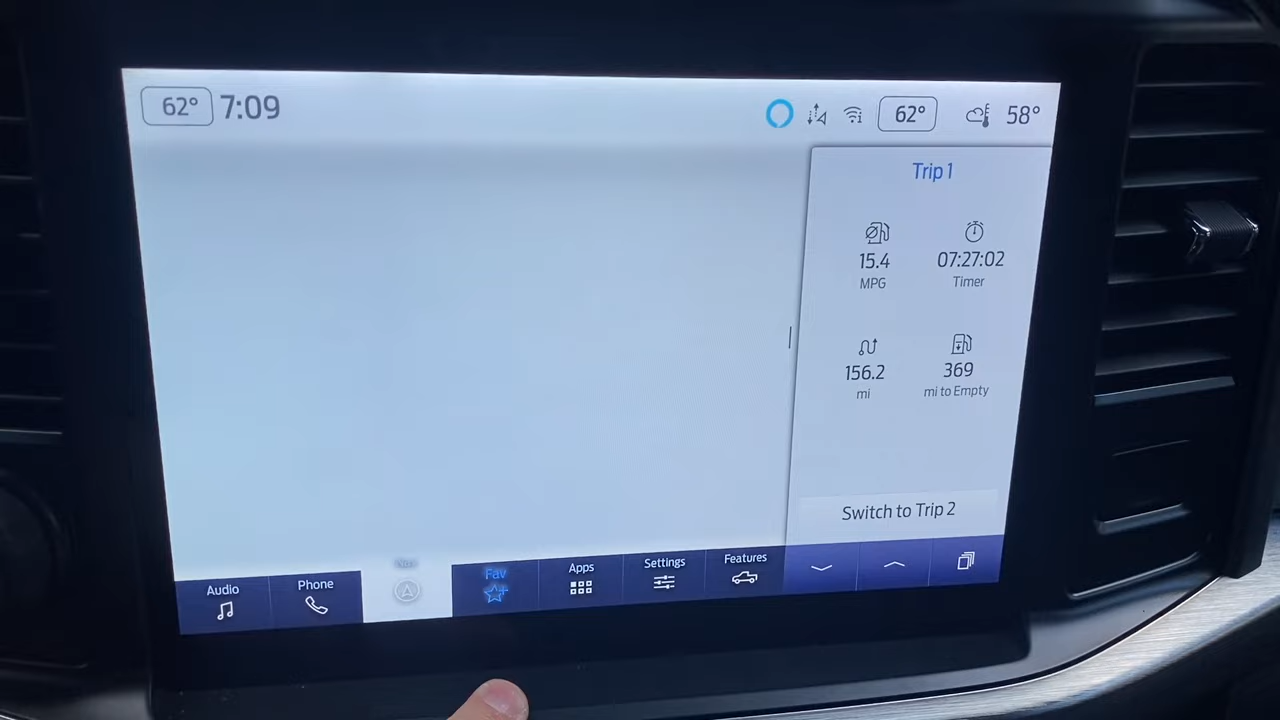 62° 7:09 62° 58°
Trip 1
15.4 07:27:02
MPG Timer
156.2 369
mi mi to Empty
Switch to Trip 2
Audio Phone Nav Fav Apps Settings Features